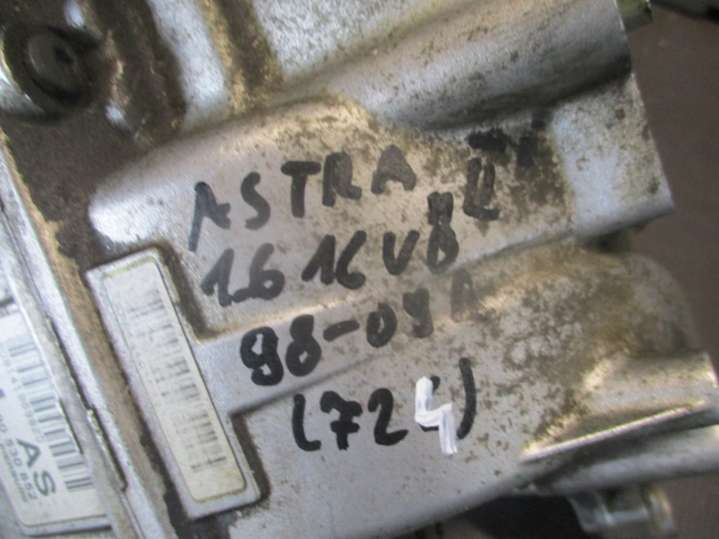 ASTRA II
1.6 16V B
98-09 A
(724)
AS